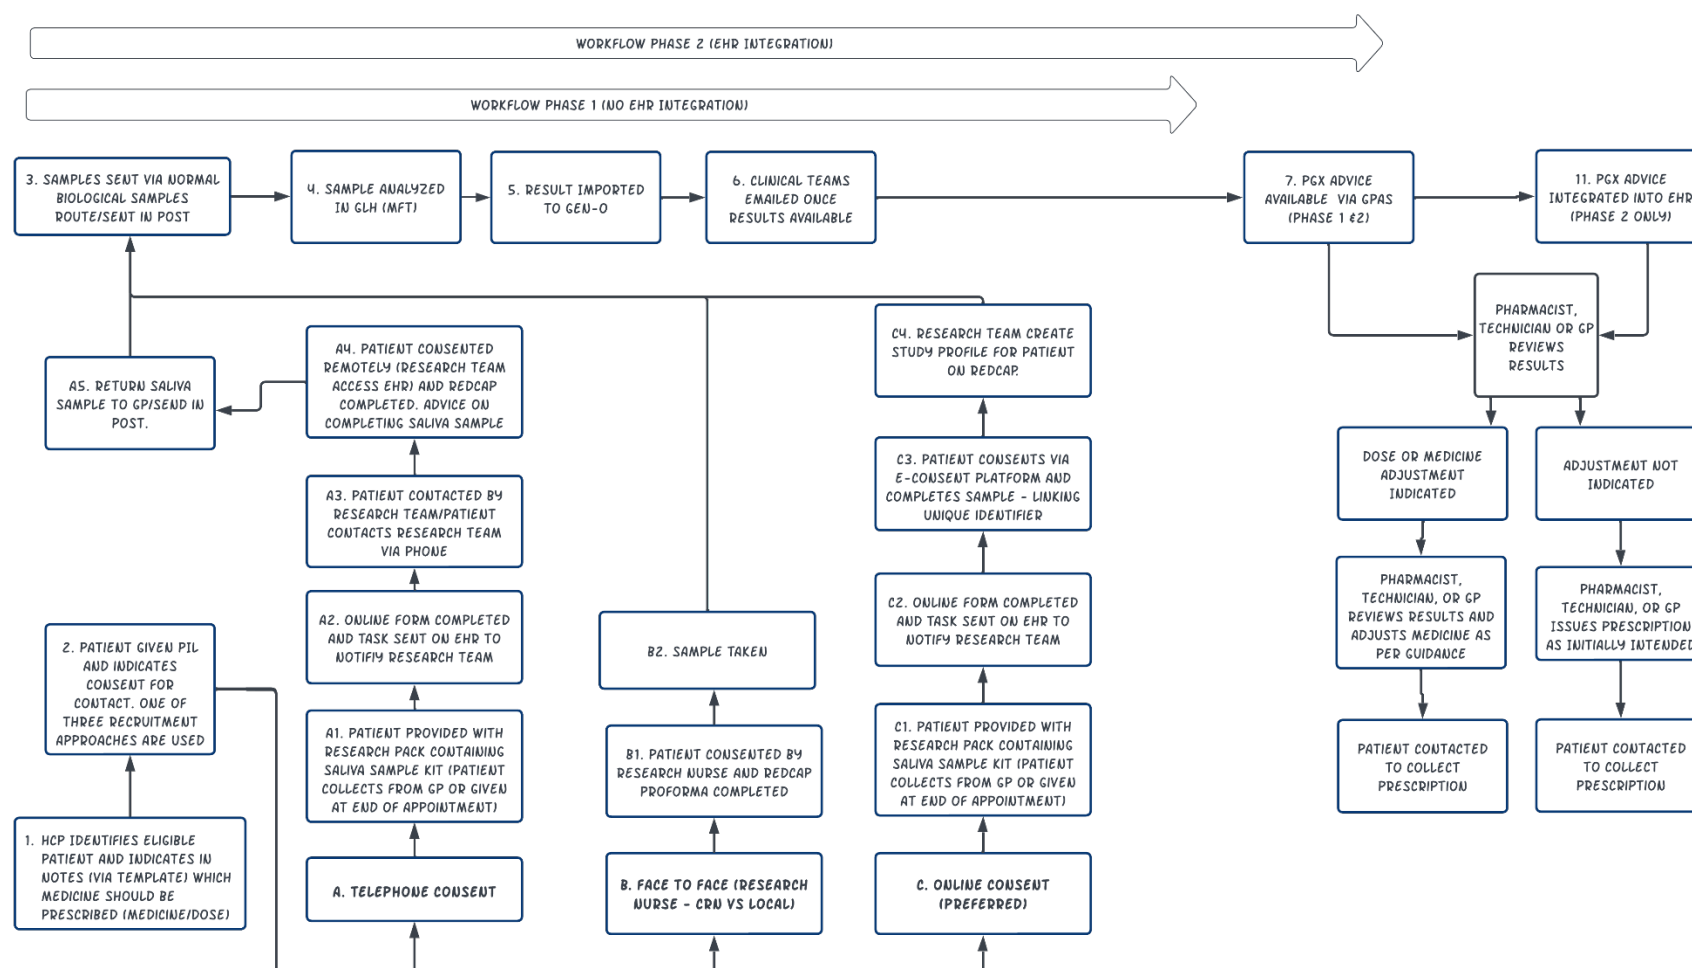 WORKFLOW PHASE 2 (EHR INTEGRATION)
WORKFLOW PHASE 1 (NO EHR INTEGRATION)
3. SAMPLES SENT VIA NORMAL
BIOLOGICAL SAMPLES
ROUTE/SENT IN POST
4. SAMPLE ANALYZED
IN GLH (MFT)
5. RESULT IMPORTED
TO GEN-O
6. CLINICAL TEAMS
EMAILED ONCE
RESULTS AVAILABLE
7. PGX ADVICE
AVAILABLE VIA GPAS
(PHASE 1 &2)
11. PGX ADVICE
INTEGRATED INTO EHR
(PHASE 2 ONLY)
PHARMACIST,
TECHNICIAN OR GP
REVIEWS
RESULTS
DOSE OR MEDICINE
ADJUSTMENT
INDICATED
ADJUSTMENT NOT
INDICATED
PHARMACIST,
TECHNICIAN, OR GP
REVIEWS RESULTS AND
ADJUSTS MEDICINE AS
PER GUIDANCE
PHARMACIST,
TECHNICIAN, OR GP
ISSUES PRESCRIPTION
AS INITIALLY INTENDED
PATIENT CONTACTED
TO COLLECT
PRESCRIPTION
PATIENT CONTACTED
TO COLLECT
PRESCRIPTION
A5. RETURN SALIVA
SAMPLE TO GP/SEND IN
POST.
A4. PATIENT CONSENTED
REMOTELY (RESEARCH TEAM
ACCESS EHR) AND REDCAP
COMPLETED. ADVICE ON
COMPLETING SALIVA SAMPLE
A3. PATIENT CONTACTED BY
RESEARCH TEAM/PATIENT
CONTACTS RESEARCH TEAM
VIA PHONE
A2. ONLINE FORM COMPLETED
AND TASK SENT ON EHR TO
NOTIFIY RESEARCH TEAM
A1. PATIENT PROVIDED WITH
RESEARCH PACK CONTAINING
SALIVA SAMPLE KIT (PATIENT
COLLECTS FROM GP OR GIVEN
AT END OF APPOINTMENT)
A. TELEPHONE CONSENT
2. PATIENT GIVEN PIL
AND INDICATES
CONSENT FOR
CONTACT. ONE OF
THREE RECRUITMENT
APPROACHES ARE USED
1. HCP IDENTIFIES ELIGIBLE
PATIENT AND INDICATES IN
NOTES (VIA TEMPLATE) WHICH
MEDICINE SHOULD BE
PRESCRIBED (MEDICINE/DOSE)
B2. SAMPLE TAKEN
B1. PATIENT CONSENTED BY
RESEARCH NURSE AND REDCAP
PROFORMA COMPLETED
B. FACE TO FACE (RESEARCH
NURSE - CRN VS LOCAL)
C4. RESEARCH TEAM CREATE
STUDY PROFILE FOR PATIENT
ON REDCAP.
C3. PATIENT CONSENTS VIA
E-CONSENT PLATFORM AND
COMPLETES SAMPLE - LINKING
UNIQUE IDENTIFIER
C2. ONLINE FORM COMPLETED
AND TASK SENT ON EHR TO
NOTIFY RESEARCH TEAM
C1. PATIENT PROVIDED WITH
RESEARCH PACK CONTAINING
SALIVA SAMPLE KIT (PATIENT
COLLECTS FROM GP OR GIVEN
AT END OF APPOINTMENT)
C. ONLINE CONSENT
(PREFERRED)